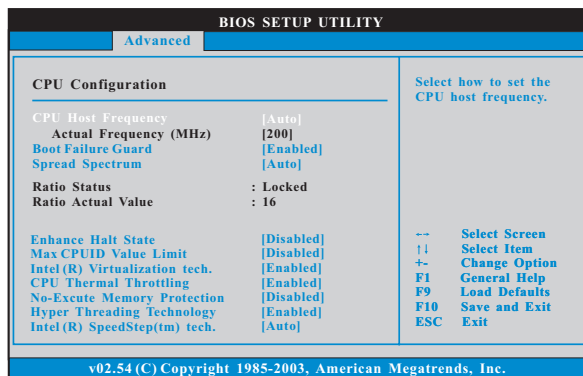 BIOS SETUP UTILITY
Advanced
CPU Configuration
CPU Host Frequency [Auto]
Actual Frequency (MHz) [200]
Boot Failure Guard [Enabled]
Spread Spectrum [Auto]
Ratio Status : Locked
Ratio Actual Value : 16
Enhance Halt State [Disabled]
Max CPUID Value Limit [Disabled]
Intel (R) Virtualization tech. [Enabled]
CPU Thermal Throttling [Enabled]
No-Excute Memory Protection [Disabled]
Hyper Threading Technology [Enabled]
Intel (R) SpeedStep(tm) tech. [Auto]
Select how to set the
CPU host frequency.
←→ Select Screen
↑↓ Select Item
+- Change Option
F1 General Help
F9 Load Defaults
F10 Save and Exit
ESC Exit
v02.54 (C) Copyright 1985-2003, American Megatrends, Inc.